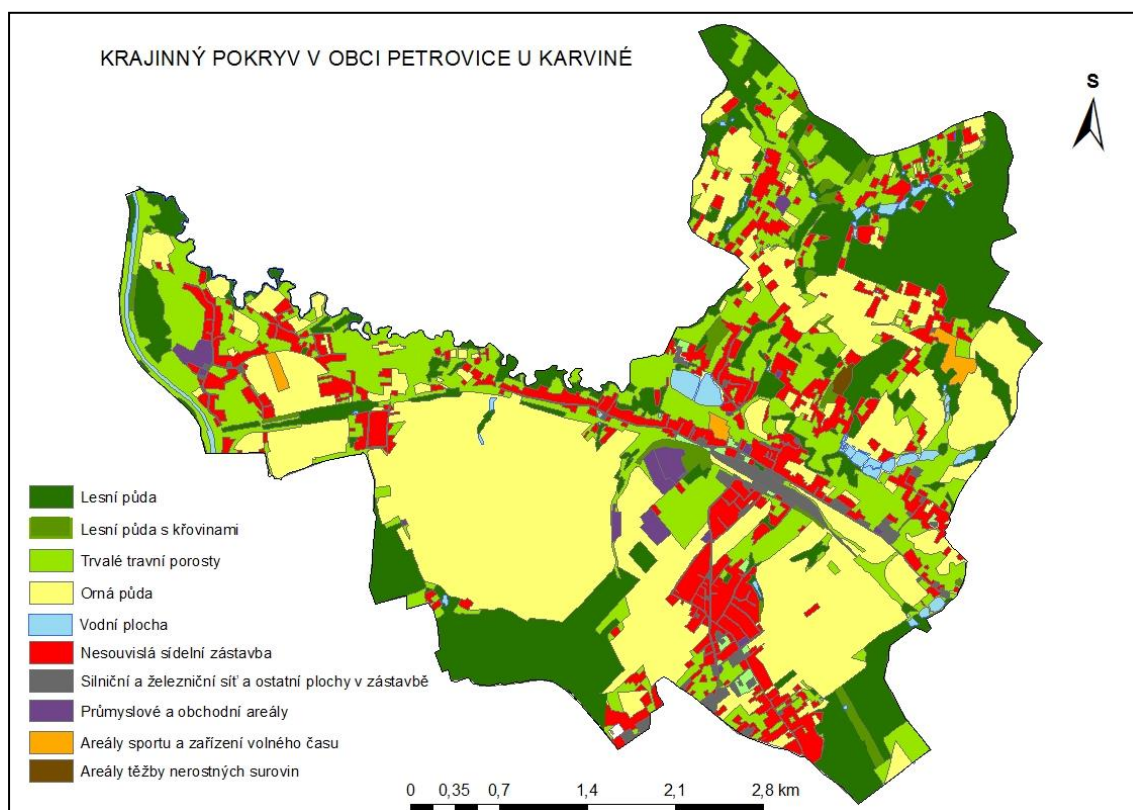 KRAJINNÝ POKRYV V OBCI PETROVICE U KARVINÉ
S
Lesní půda
Lesní půda s křovinami
Trvalé travní porosty
Orná půda
Vodní plocha
Nesouvislá sídelní zástavba
Silniční a železniční síť a ostatní plochy v zástavbě
Průmyslové a obchodní areály
Areály sportu a zařízení volného času
Areály těžby nerostných surovin
0 0,35 0,7 1,4 2,1 2,8 km